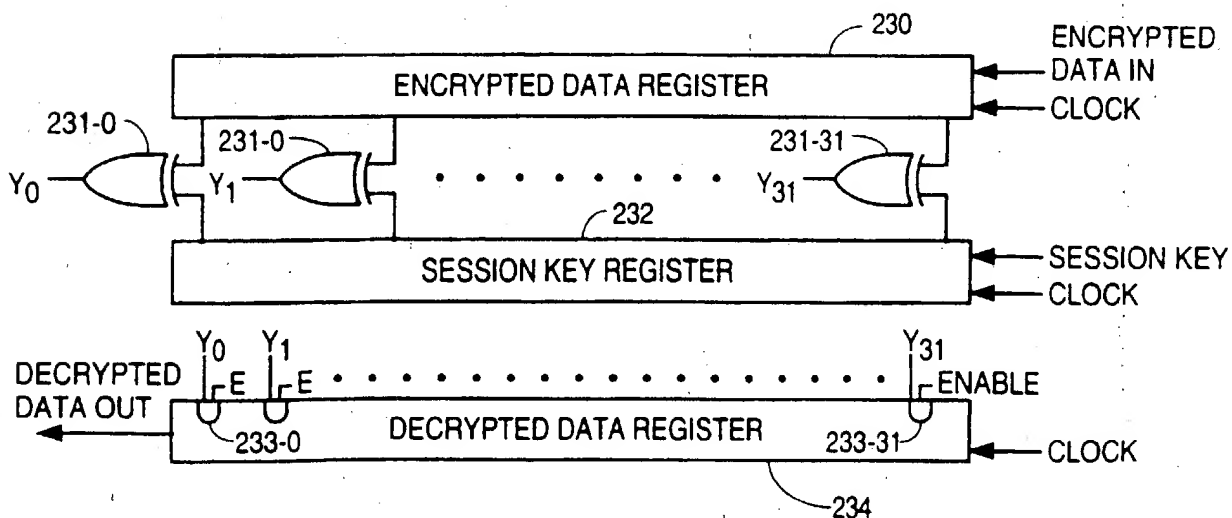 230
ENCRYPTED
DATA IN
ENCRYPTED DATA REGISTER
CLOCK
231-0
231-0
231-31
Y0
Y1
Y31
232
SESSION KEY REGISTER
SESSION KEY
CLOCK
Y0
Y1
Y31
DECRYPTED
DATA OUT
E
E
ENABLE
233-0
DECRYPTED DATA REGISTER
233-31
CLOCK
234